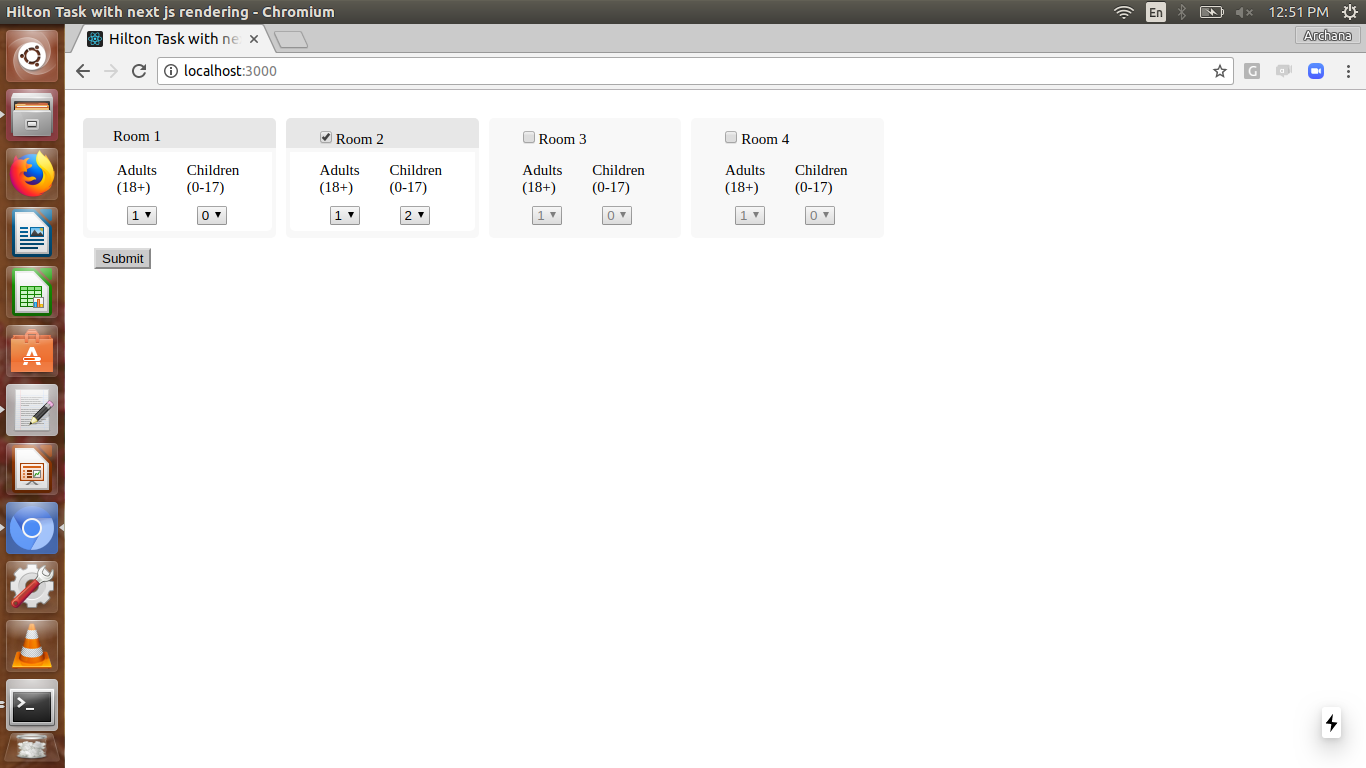 Hilton Task with next js rendering - Chromium
En
12:51 PM
Hilton Task with ne
Archana
localhost:3000
G
Room 1
Adults (18+)
Children (0-17)
1
0
Room 2
Adults (18+)
Children (0-17)
1
2
Room 3
Adults (18+)
Children (0-17)
1
0
Room 4
Adults (18+)
Children (0-17)
1
0
Submit